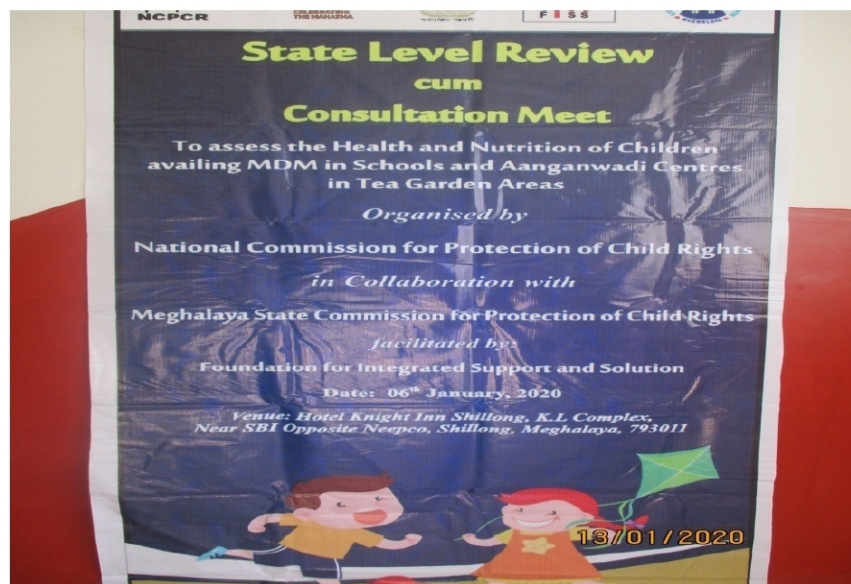 NCPCR
CELEBRATING
THE MAHATMA
FISS
State Level Review
cum
Consultation Meet
To assess the Health and Nutrition of Children
availing MDM in Schools and Aanganwadi Centres
in Tea Garden Areas
Organised by
National Commission for Protection of Child Rights
in Collaboration with
Meghalaya State Commission for Protection of Child Rights
facilitated by:
Foundation for Integrated Support and Solution
Date: 06th January, 2020
Venue: Hotel Knight Inn Shillong, K.L Complex,
Near SBI Opposite Neepco, Shillong, Meghalaya, 793011
13/01/2020